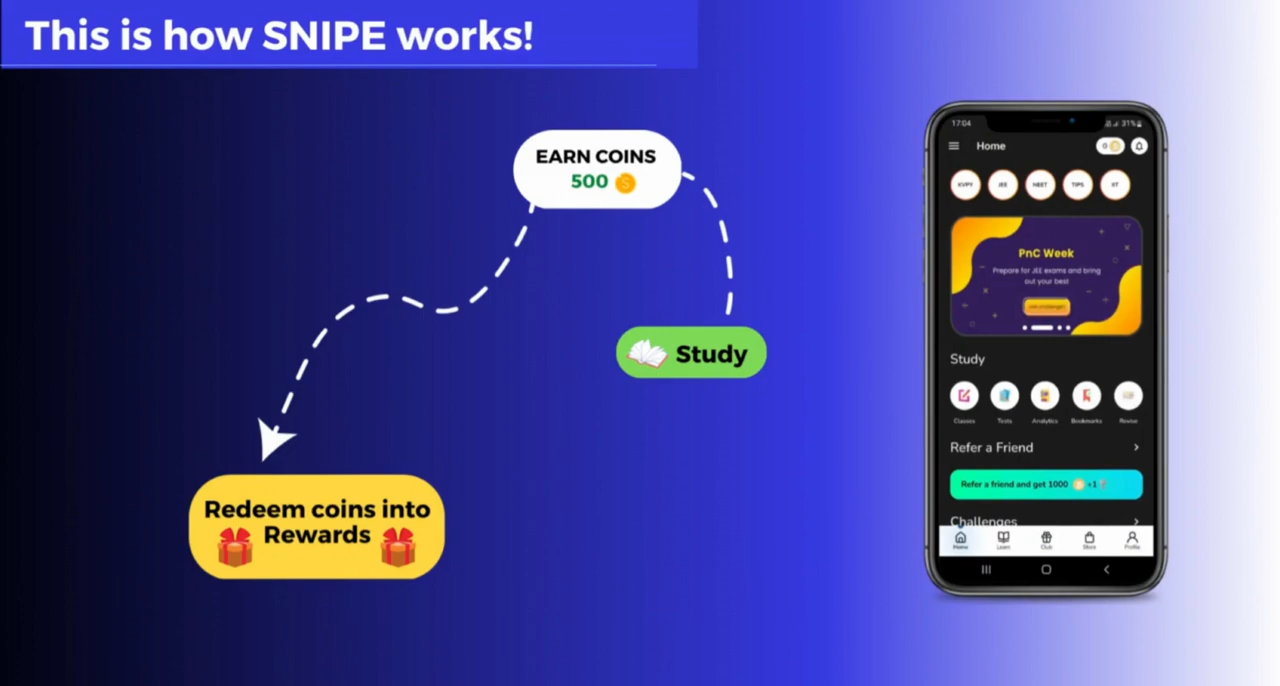 This is how SNIPE works!
EARN COINS
500
Study
Redeem coins into
Rewards
17:04
31%
Home
0
KVPY
JEE
NEET
TIPS
IIT
PnC Week
Prepare for JEE exams and bring
out your best
Study
Classes
Tests
Analytics
Bookmarks
Revise
Refer a Friend
Refer a friend and get 1000 +1
Challenges
Home
Learn
Club
Store
Profile